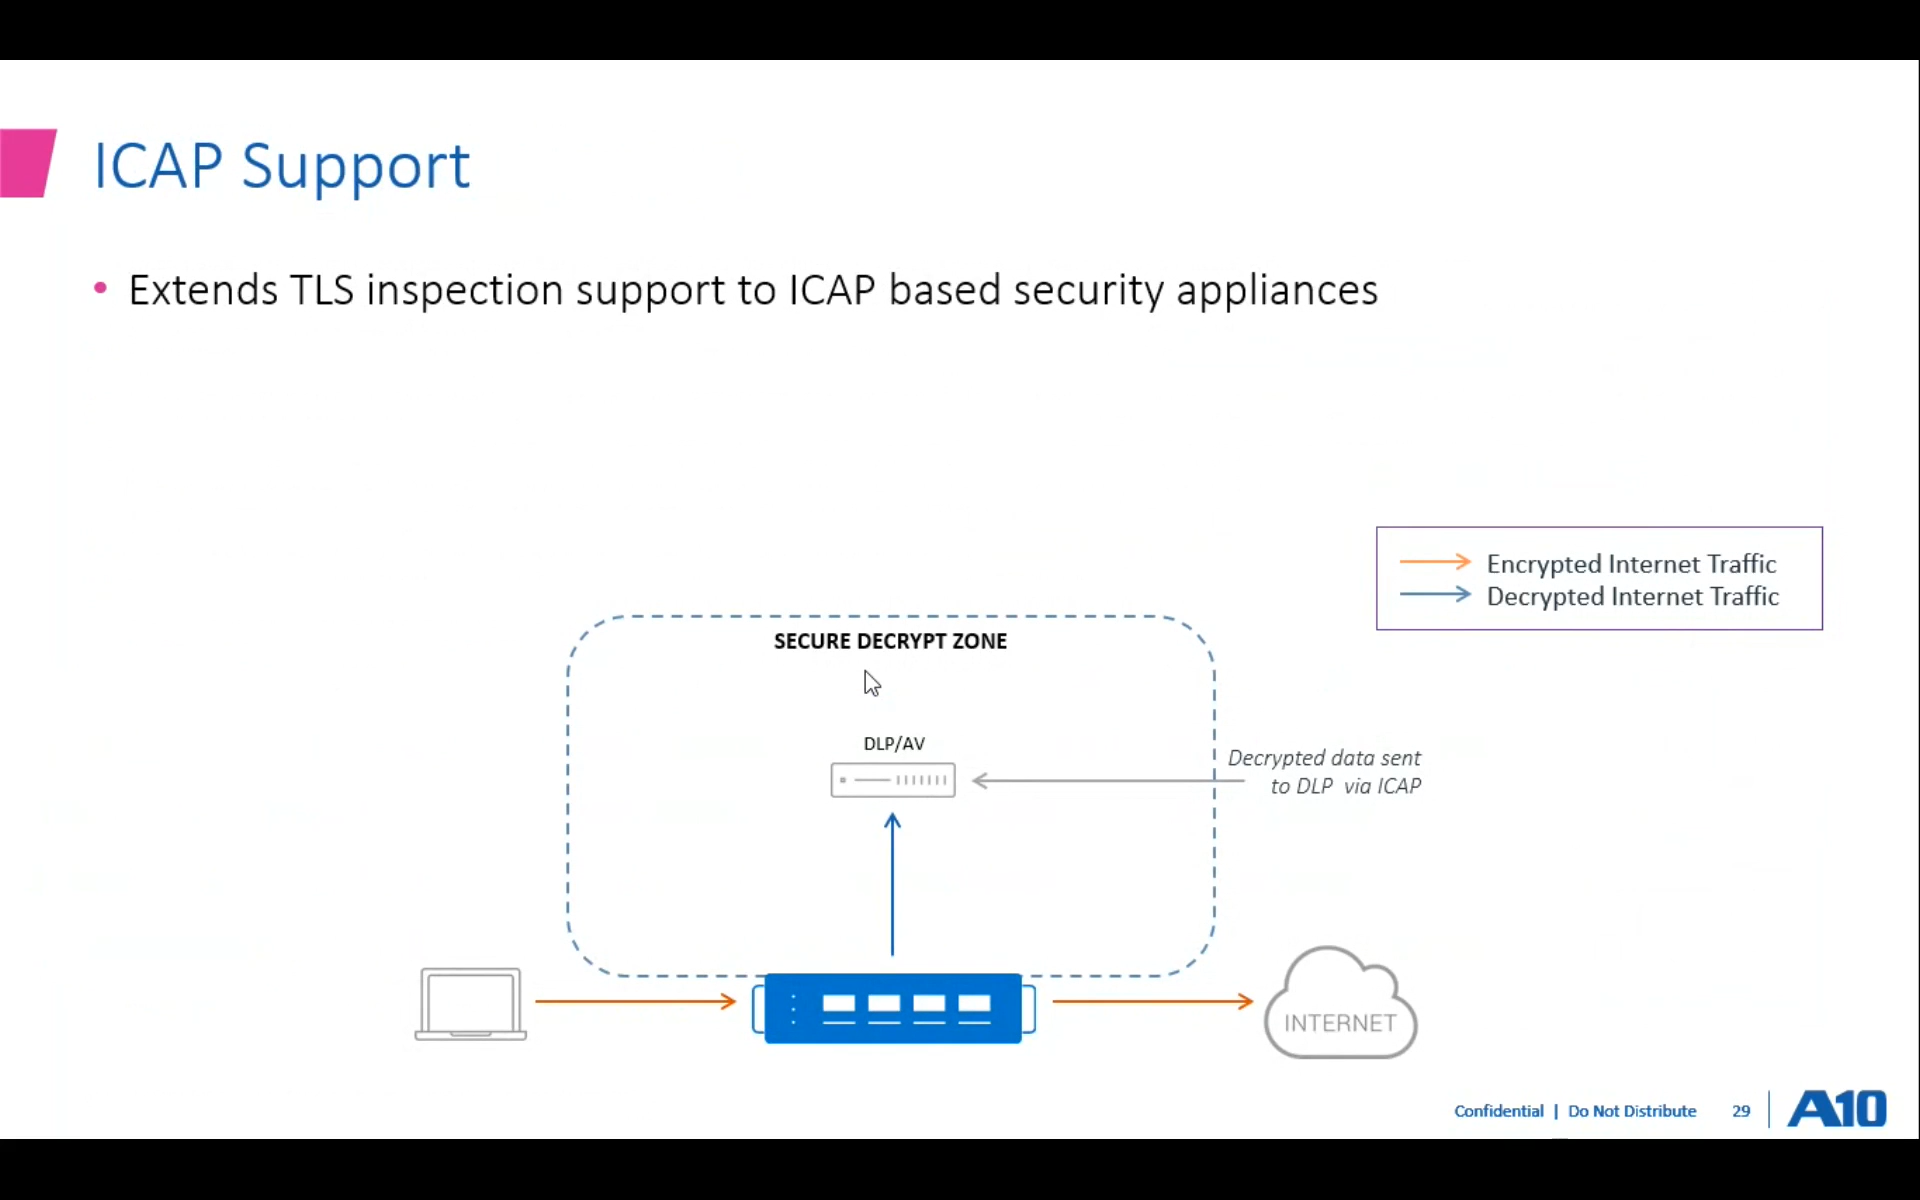 ICAP Support
• Extends TLS inspection support to ICAP based security appliances
Encrypted Internet Traffic
Decrypted Internet Traffic
SECURE DECRYPT ZONE
DLP/AV
Decrypted data sent
to DLP via ICAP
INTERNET
Confidential | Do Not Distribute 29 A10